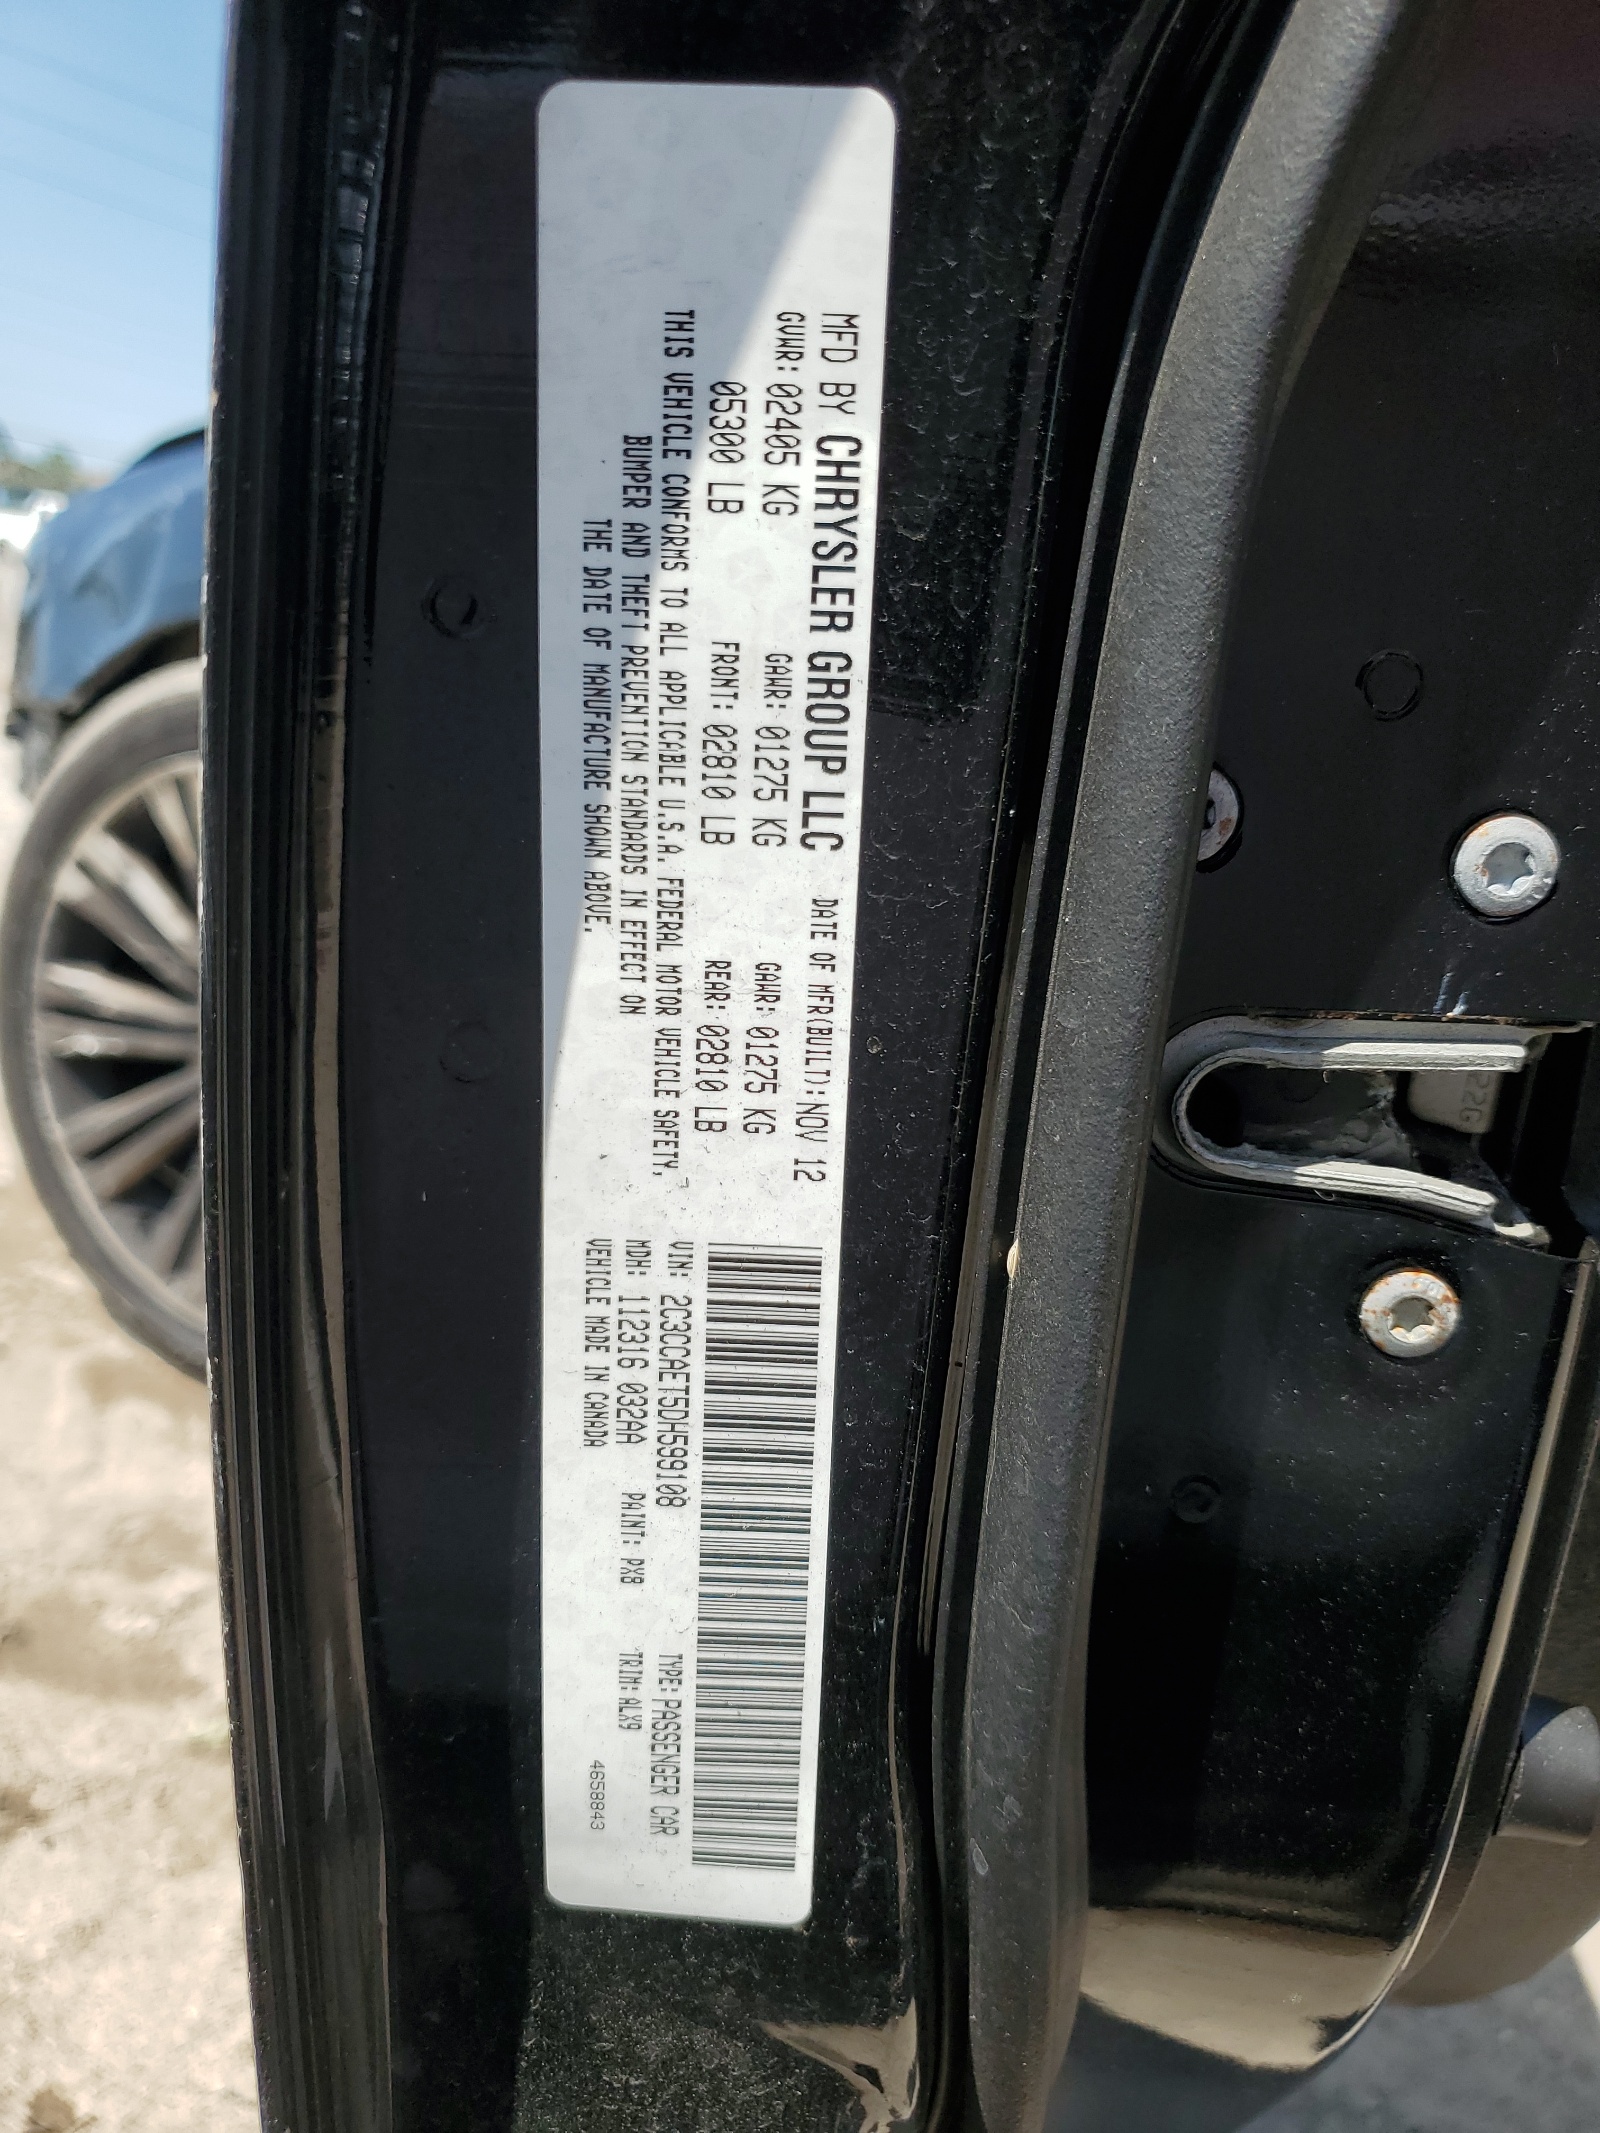 MFD BY CHRYSLER GROUP LLC DATE OF MFR(BUILT): NOV 12
GVWR: 02405 KG GAWR: 01275 KG GAWR: 01275 KG
05300 LB FRONT: 02810 LB REAR: 02810 LB
THIS VEHICLE CONFORMS TO ALL APPLICABLE U.S.A. FEDERAL MOTOR VEHICLE SAFETY,
BUMPER AND THEFT PREVENTION STANDARDS IN EFFECT ON
THE DATE OF MANUFACTURE SHOWN ABOVE.
VIN: 2C3CCAET5DH599108 TYPE: PASSENGER CAR
MDH: 112316 032AA PAINT: PX8 TRIM: ALX9
VEHICLE MADE IN CANADA 4658843